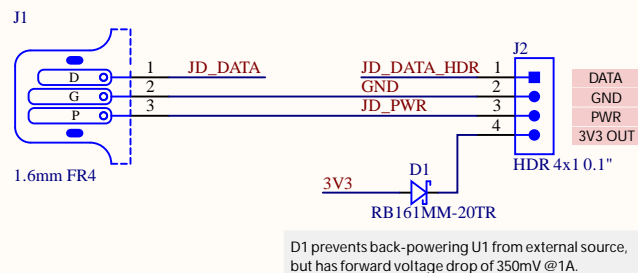 J1
D
G
P
1
2
3
JD_DATA
1.6mm FR4
JD_DATA_HDR
GND
JD_PWR
3V3
D1
RB161MM-20TR
J2
1
2
3
4
HDR 4x1 0.1"
DATA
GND
PWR
3V3 OUT
D1 prevents back-powering U1 from external source,
but has forward voltage drop of 350mV @1A.